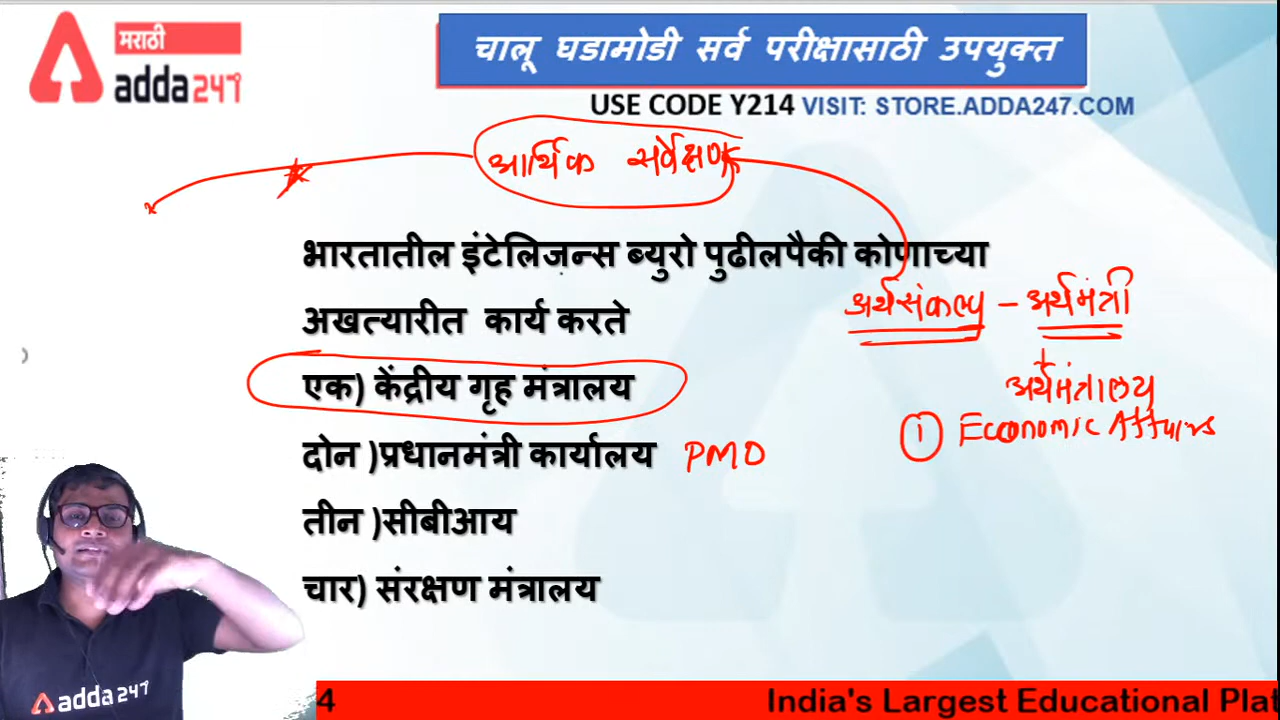 मराठी
adda247
चालू घडामोडी सर्व परीक्षासाठी उपयुक्त
USE CODE Y214 VISIT: STORE.ADDA247.COM
आर्थिक सर्वेक्षण
भारतातील इंटेलिजन्स ब्युरो पुढीलपैकी कोणाच्या
अर्थसंकल्प – अर्थमंत्री
अखत्यारीत कार्य करते
एक) केंद्रीय गृह मंत्रालय
अर्थमंत्रालय
1 Economic Affairs
दोन )प्रधानमंत्री कार्यालय PMO
तीन )सीबीआय
चार) संरक्षण मंत्रालय
adda247
4 India's Largest Educational Plat